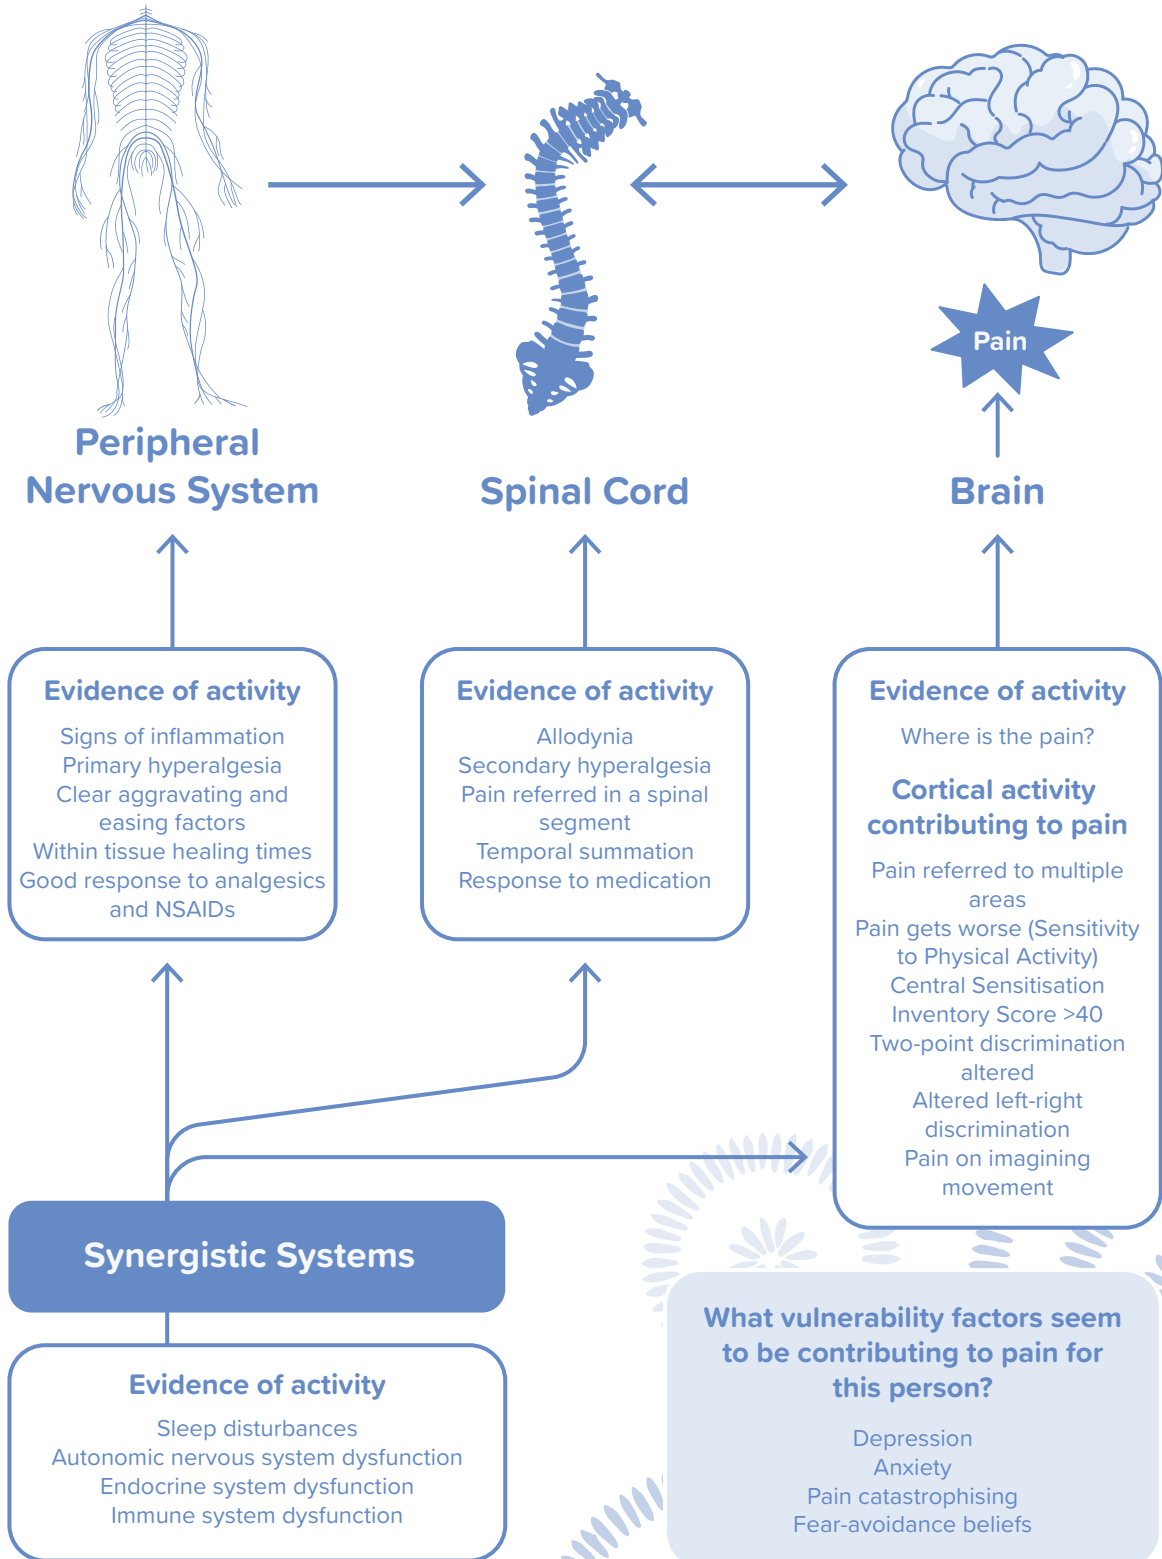 Pain
Peripheral
Nervous System
Spinal Cord
Brain
Evidence of activity
Signs of inflammation
Primary hyperalgesia
Clear aggravating and
easing factors
Within tissue healing times
Good response to analgesics
and NSAIDs
Evidence of activity
Allodynia
Secondary hyperalgesia
Pain referred in a spinal
segment
Temporal summation
Response to medication
Evidence of activity
Where is the pain?
Cortical activity
contributing to pain
Pain referred to multiple
areas
Pain gets worse (Sensitivity
to Physical Activity)
Central Sensitisation
Inventory Score >40
Two-point discrimination
altered
Altered left-right
discrimination
Pain on imagining
movement
Synergistic Systems
Evidence of activity
Sleep disturbances
Autonomic nervous system dysfunction
Endocrine system dysfunction
Immune system dysfunction
What vulnerability factors seem
to be contributing to pain for
this person?
Depression
Anxiety
Pain catastrophising
Fear-avoidance beliefs